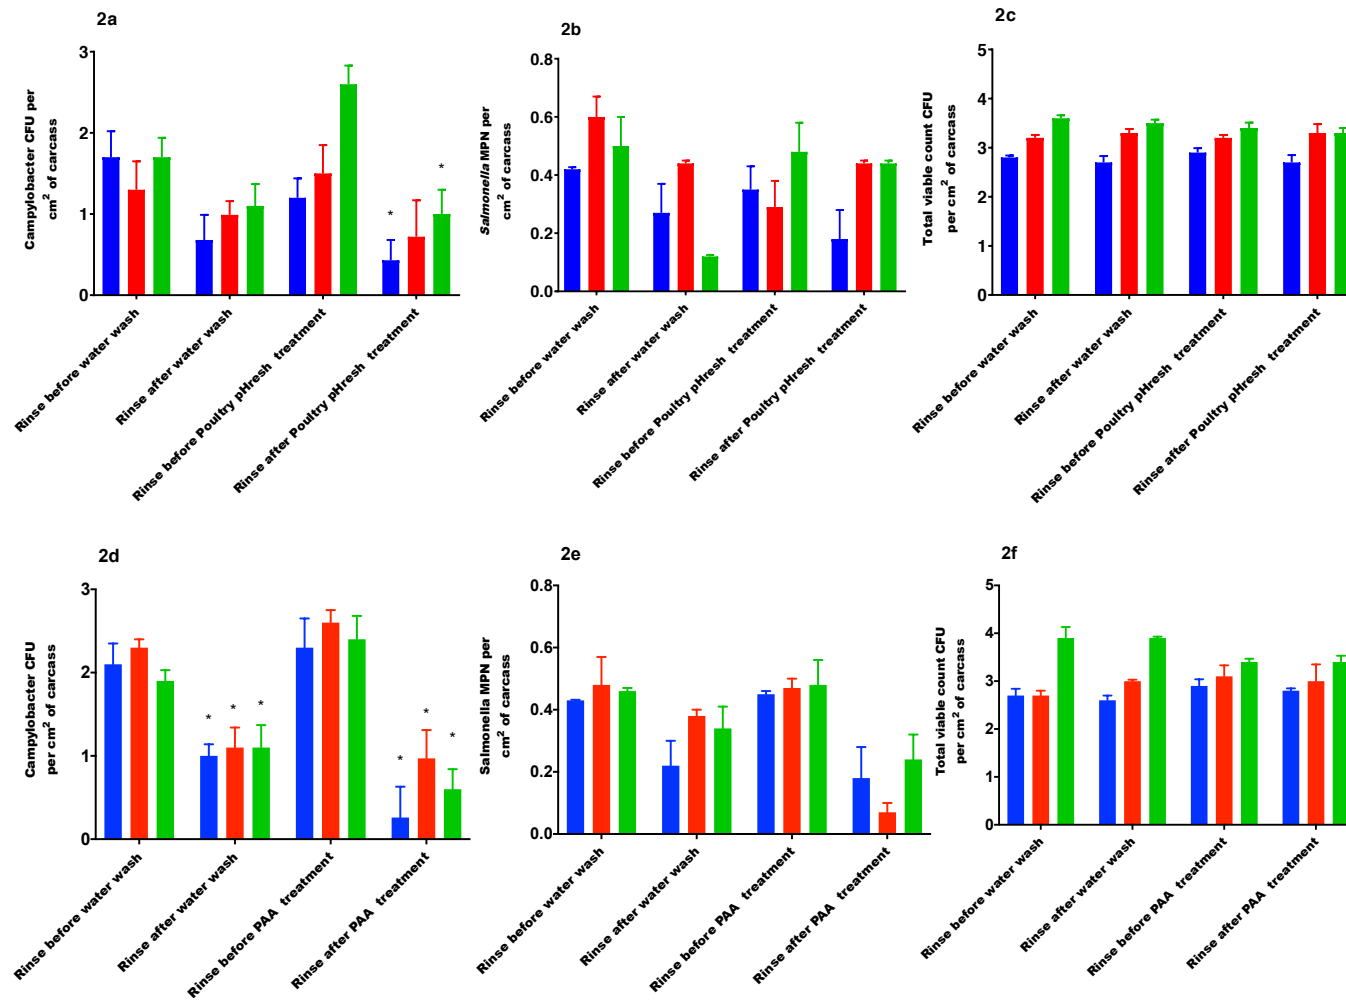 2a
Campylobacter CFU per
cm² of carcass
3
2
1
0
*
*
Rinse before water wash
Rinse after water wash
Rinse before Poultry pHresh treatment
Rinse after Poultry pHresh treatment
2b
Salmonella MPN per
cm² of carcass
0.8
0.6
0.4
0.2
0.0
Rinse before water wash
Rinse after water wash
Rinse before Poultry pHresh treatment
Rinse after Poultry pHresh treatment
2c
Total viable count CFU
per cm² of carcass
5
4
3
2
1
0
Rinse before water wash
Rinse after water wash
Rinse before Poultry pHresh treatment
Rinse after Poultry pHresh treatment
2d
Campylobacter CFU
per cm² of carcass
3
2
1
0
*
*
*
*
*
*
Rinse before water wash
Rinse after water wash
Rinse before PAA treatment
Rinse after PAA treatment
2e
Salmonella MPN per
cm² of carcass
0.8
0.6
0.4
0.2
0.0
Rinse before water wash
Rinse after water wash
Rinse before PAA treatment
Rinse after PAA treatment
2f
Total viable count CFU
per cm² of carcass
5
4
3
2
1
0
Rinse before water wash
Rinse after water wash
Rinse before PAA treatment
Rinse after PAA treatment